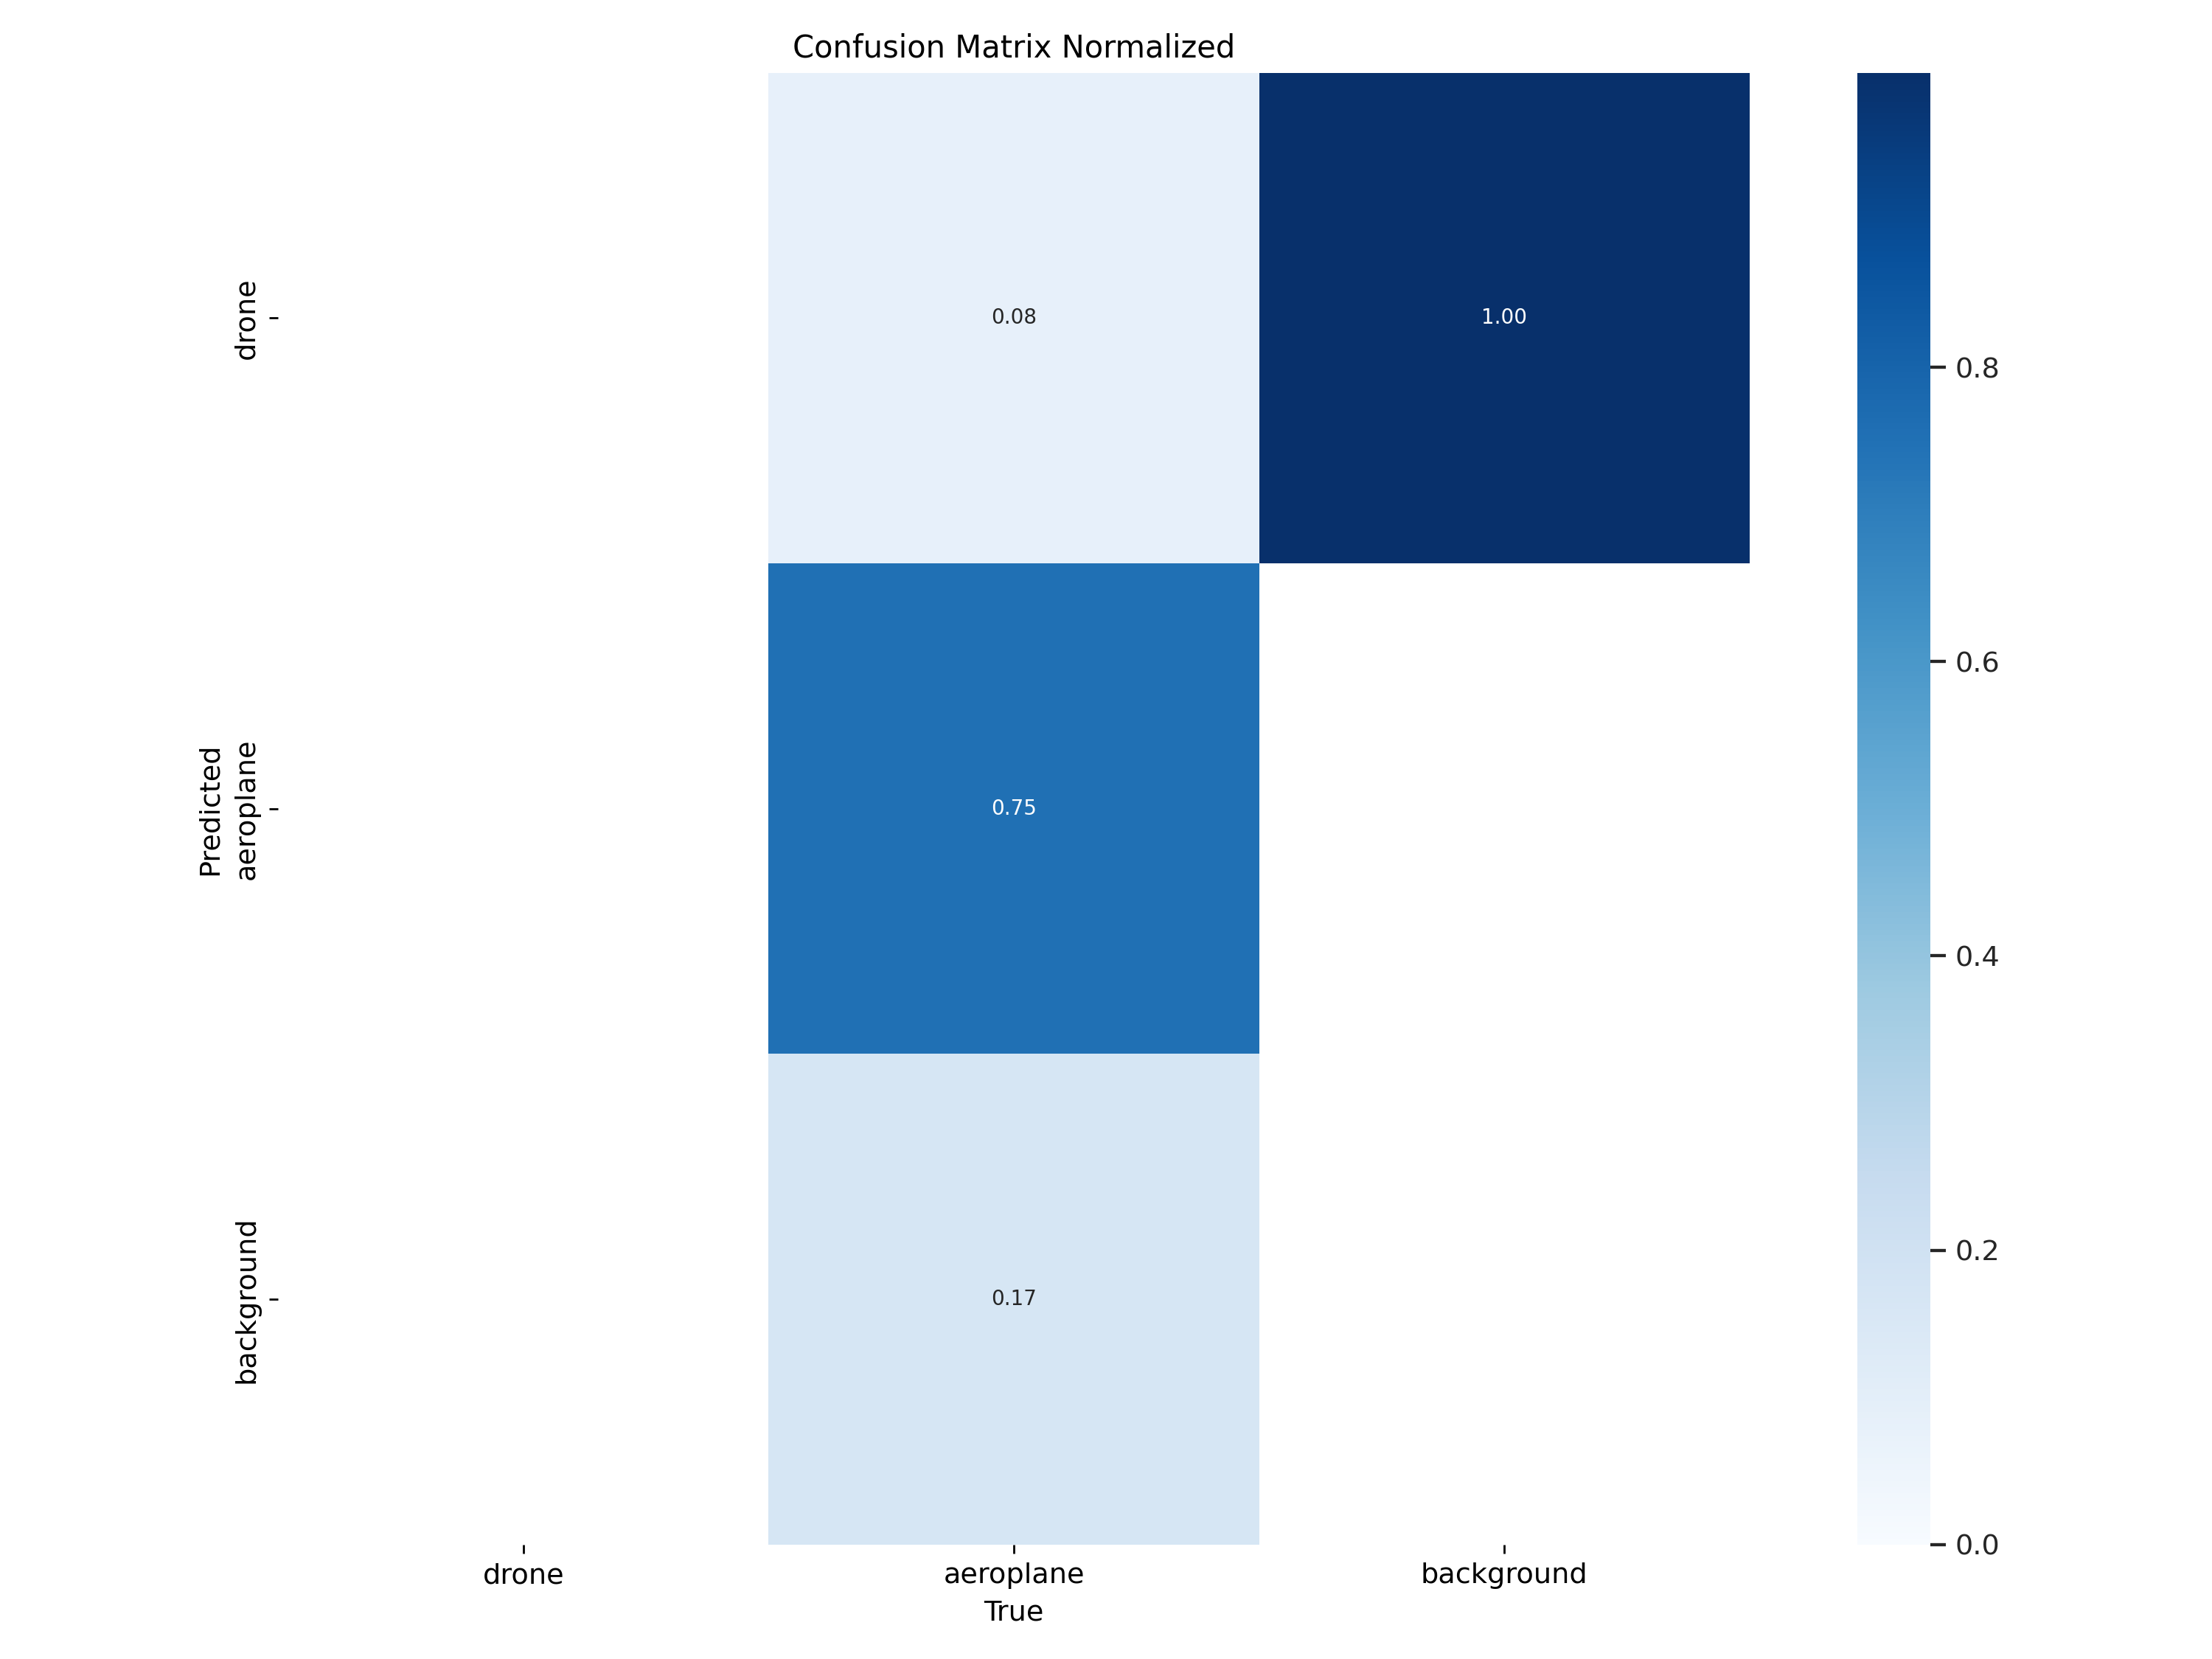 Confusion Matrix Normalized
drone
0.08
1.00
0.8
0.6
Predicted
aeroplane
0.75
0.4
0.2
background
0.17
0.0
drone
aeroplane
background
True